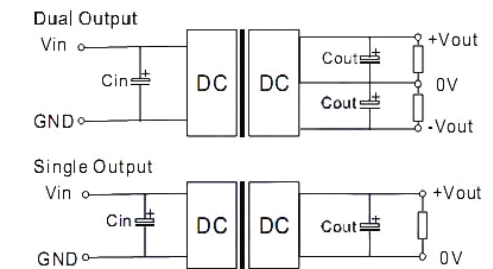 Dual Output
Vin
+Vout
Cout
Cin
DC
DC
0V
Cout
GND
-Vout
Single Output
Vin
+Vout
Cin
DC
DC
Cout
GND
0V